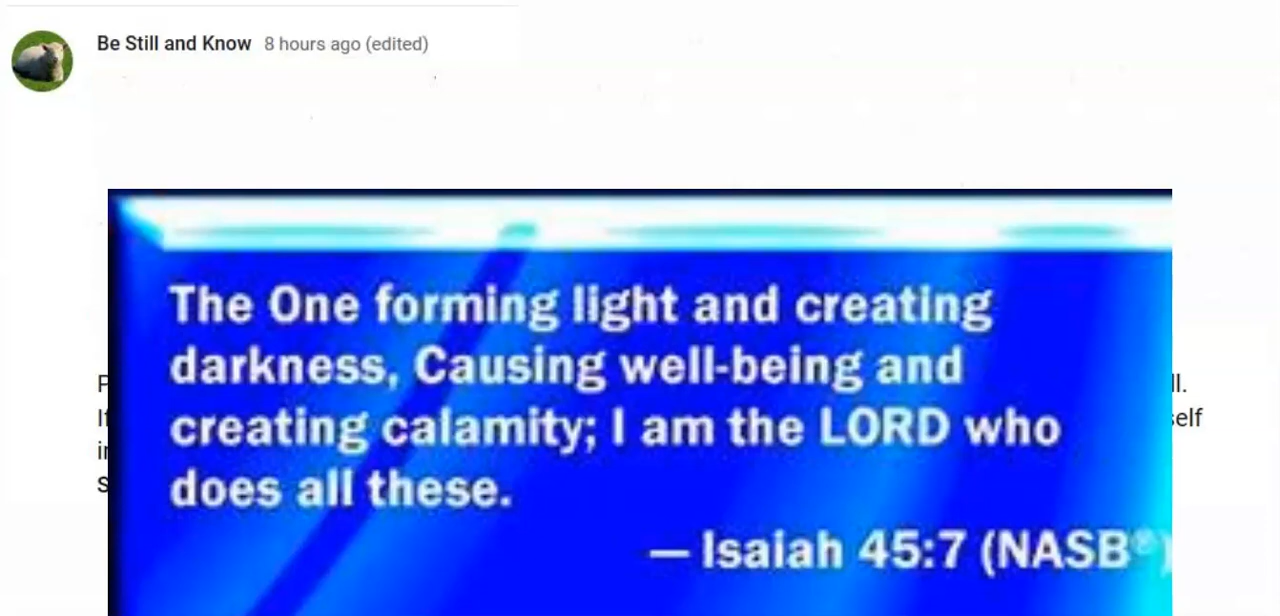 Be Still and Know 8 hours ago (edited)
The One forming light and creating
darkness, Causing well-being and
creating calamity; I am the LORD who
does all these.
— Isaiah 45:7 (NASB®)